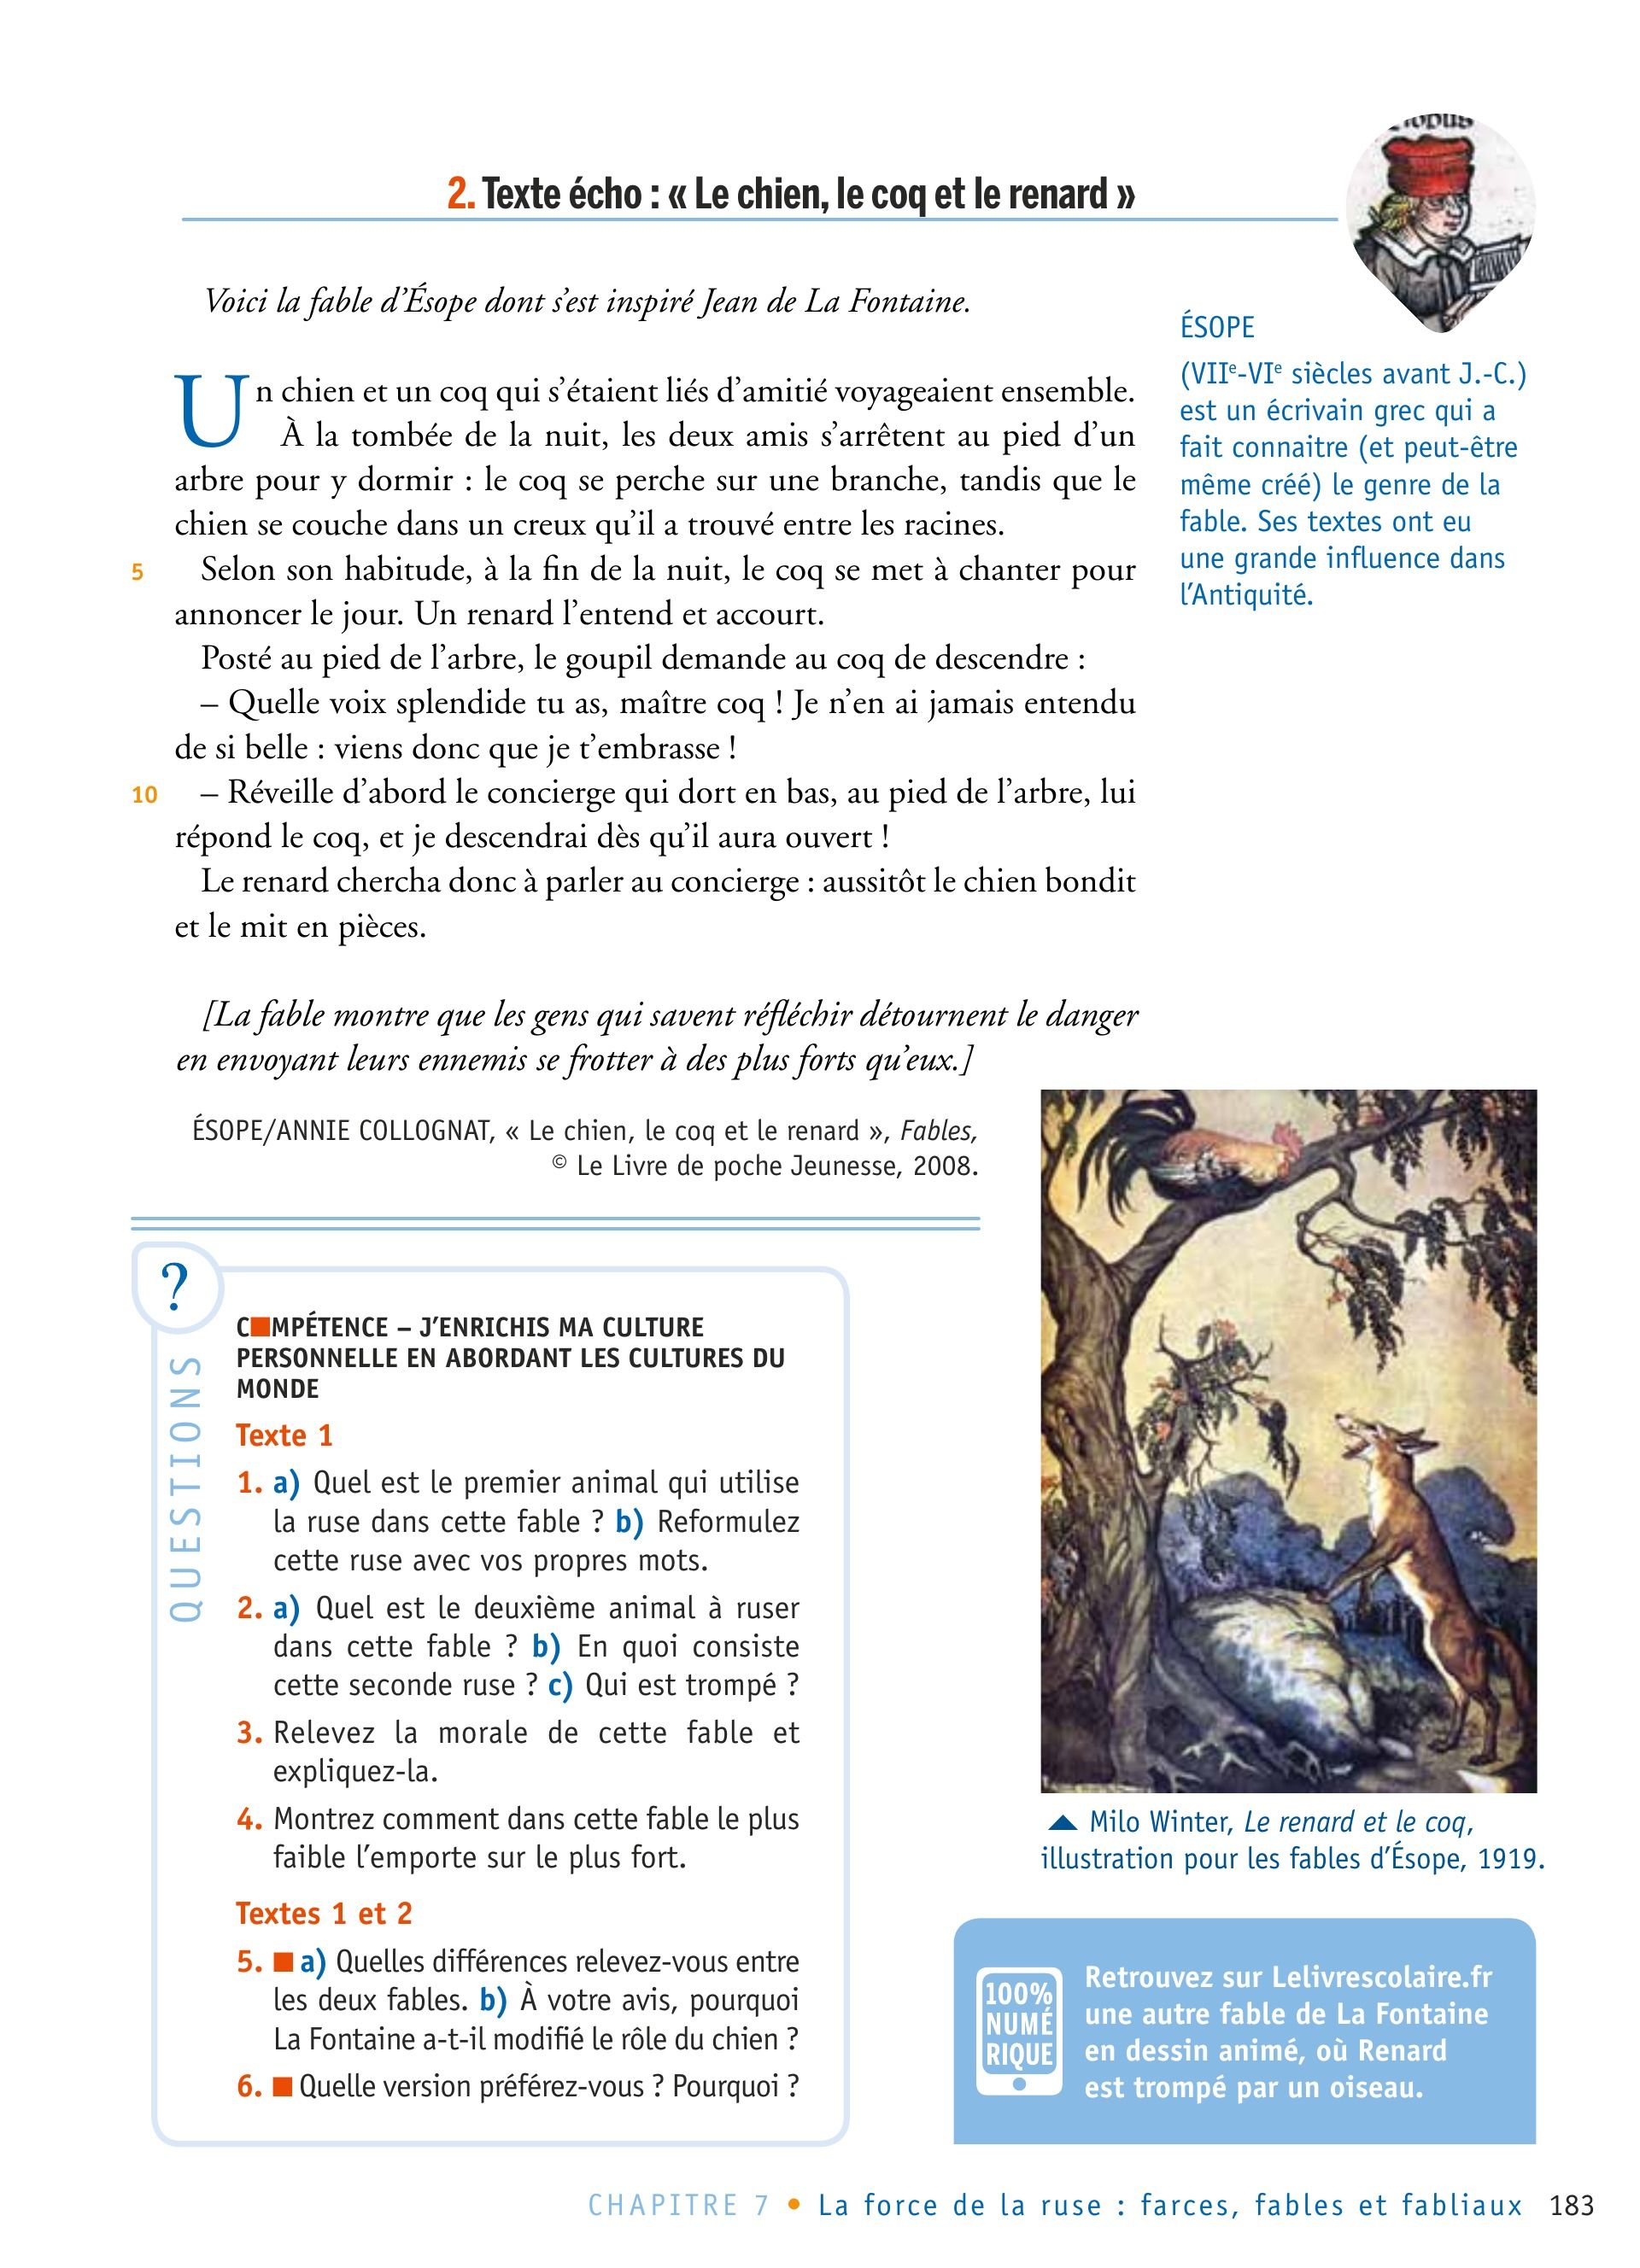 2. Texte écho : « Le chien, le coq et le renard »
Voici la fable d’Ésope dont s’est inspiré Jean de La Fontaine.
Un chien et un coq qui s’étaient liés d’amitié voyageaient ensemble.
À la tombée de la nuit, les deux amis s’arrêtent au pied d’un
arbre pour y dormir : le coq se perche sur une branche, tandis que le
chien se couche dans un creux qu’il a trouvé entre les racines.
5 Selon son habitude, à la fin de la nuit, le coq se met à chanter pour
annoncer le jour. Un renard l’entend et accourt.
Posté au pied de l’arbre, le goupil demande au coq de descendre :
– Quelle voix splendide tu as, maître coq ! Je n’en ai jamais entendu
de si belle : viens donc que je t’embrasse !
10 – Réveille d’abord le concierge qui dort en bas, au pied de l’arbre, lui
répond le coq, et je descendrai dès qu’il aura ouvert !
Le renard chercha donc à parler au concierge : aussitôt le chien bondit
et le mit en pièces.
[La fable montre que les gens qui savent réfléchir détournent le danger
en envoyant leurs ennemis se frotter à des plus forts qu’eux.]
ÉSOPE/ANNIE COLLOGNAT, « Le chien, le coq et le renard », Fables,
© Le Livre de poche Jeunesse, 2008.
ÉSOPE
(VIIe-VIe siècles avant J.-C.)
est un écrivain grec qui a
fait connaitre (et peut-être
même créé) le genre de la
fable. Ses textes ont eu
une grande influence dans
l’Antiquité.
?
QUESTIONS
C■MPÉTENCE – J’ENRICHIS MA CULTURE
PERSONNELLE EN ABORDANT LES CULTURES DU
MONDE
Texte 1
1. a) Quel est le premier animal qui utilise
la ruse dans cette fable ? b) Reformulez
cette ruse avec vos propres mots.
2. a) Quel est le deuxième animal à ruser
dans cette fable ? b) En quoi consiste
cette seconde ruse ? c) Qui est trompé ?
3. Relevez la morale de cette fable et
expliquez-la.
4. Montrez comment dans cette fable le plus
faible l’emporte sur le plus fort.
Textes 1 et 2
5. ■ a) Quelles différences relevez-vous entre
les deux fables. b) À votre avis, pourquoi
La Fontaine a-t-il modifié le rôle du chien ?
6. ■ Quelle version préférez-vous ? Pourquoi ?
▲ Milo Winter, Le renard et le coq,
illustration pour les fables d’Ésope, 1919.
100%
NUMÉ
RIQUE
Retrouvez sur Lelivrescolaire.fr
une autre fable de La Fontaine
en dessin animé, où Renard
est trompé par un oiseau.
CHAPITRE 7 • La force de la ruse : farces, fables et fabliaux 183